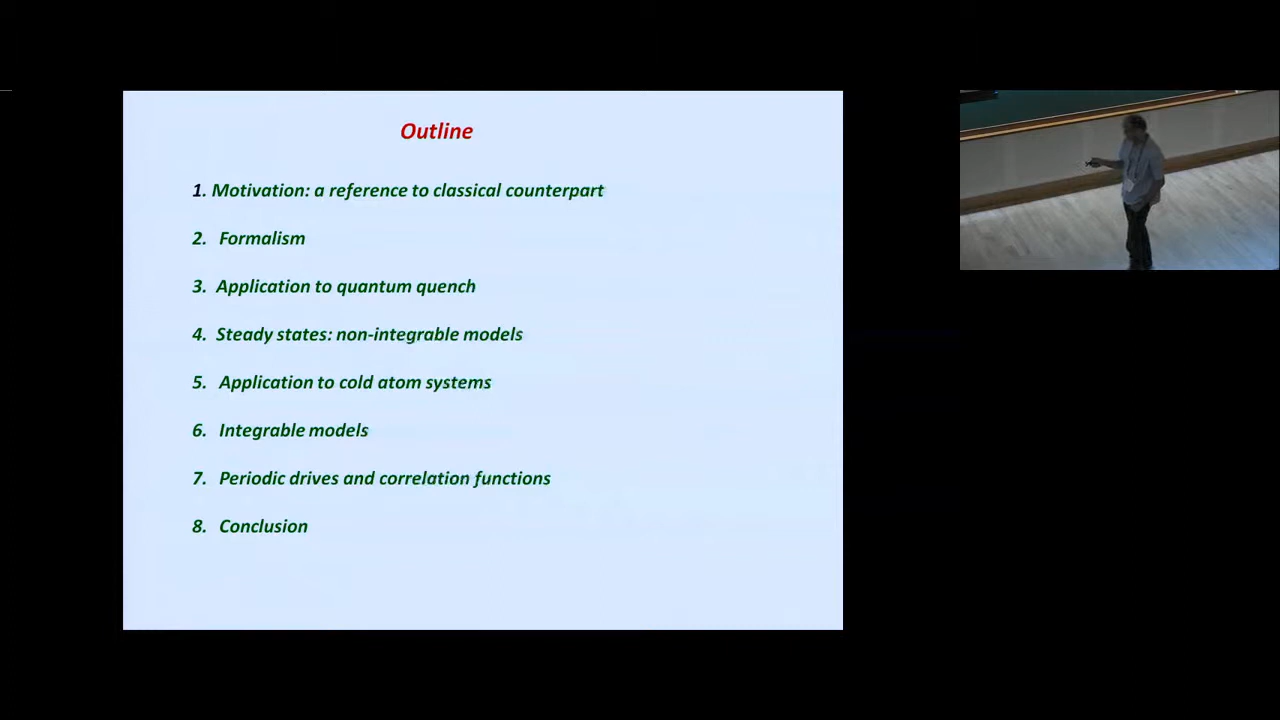 Outline
1. Motivation: a reference to classical counterpart
2. Formalism
3. Application to quantum quench
4. Steady states: non-integrable models
5. Application to cold atom systems
6. Integrable models
7. Periodic drives and correlation functions
8. Conclusion